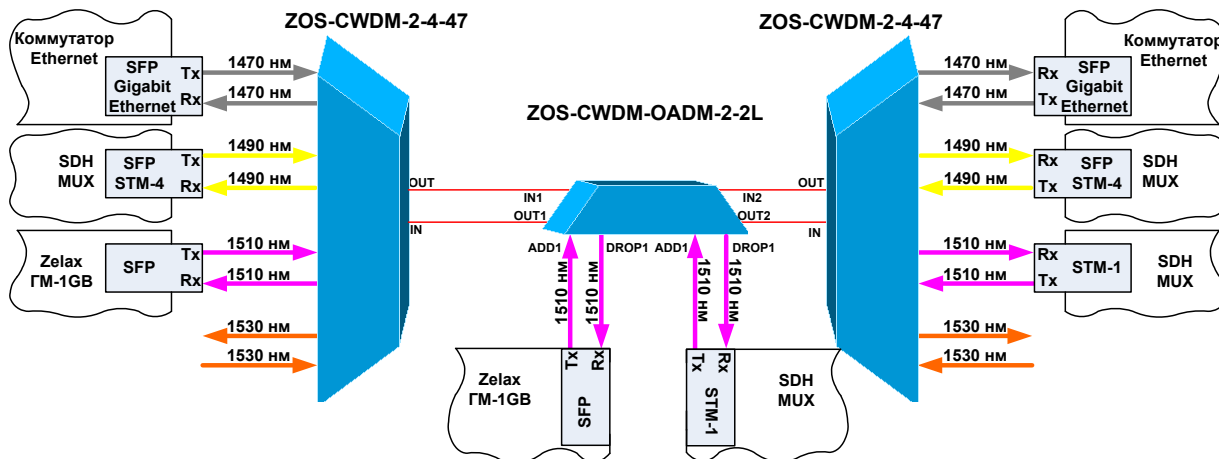 ZOS-CWDM-2-4-47
ZOS-CWDM-2-4-47
ZOS-CWDM-OADM-2-2L
Коммутатор
Ethernet
SFP
Gigabit
Ethernet
Tx
Rx
1470 нм
1470 нм
SDH
MUX
SFP
STM-4
Tx
Rx
1490 нм
1490 нм
Zelax
ГМ-1GB
SFP
Tx
Rx
1510 нм
1510 нм
1530 нм
1530 нм
OUT
IN
IN1
OUT1
IN2
OUT2
OUT
IN
ADD1
DROP1
ADD1
DROP1
1510 нм
1510 нм
1510 нм
1510 нм
Zelax
ГМ-1GB
Tx
Rx
SFP
Tx
Rx
STM-1
SDH
MUX
1470 нм
1470 нм
Rx
Tx
SFP
Gigabit
Ethernet
Коммутатор
Ethernet
1490 нм
1490 нм
Rx
Tx
SFP
STM-4
SDH
MUX
1510 нм
1510 нм
Rx
Tx
STM-1
SDH
MUX
1530 нм
1530 нм